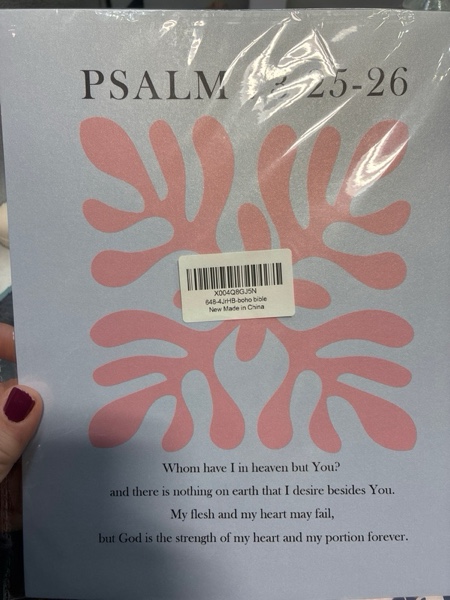 PSALM 25-26
X004Q8GJ5N
646-4JrHB-boho bible
New Made in China
Whom have I in heaven but You?
and there is nothing on earth that I desire besides You.
My flesh and my heart may fail,
but God is the strength of my heart and my portion forever.